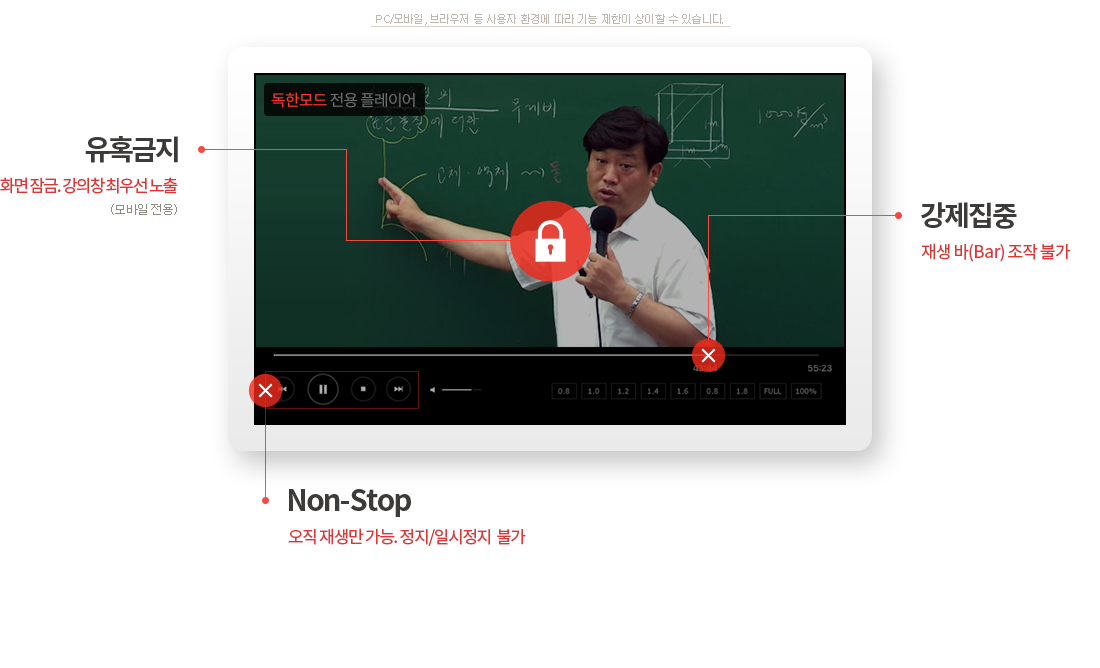 PC/모바일, 브라우저 등 사용자 환경에 따라 기능 제한이 상이할 수 있습니다.
독한모드 전용 플레이어
유혹금지
화면 잠금. 강의창 최우선 노출
(모바일 전용)
강제집중
재생 바(Bar) 조작 불가
55:23
0.8 1.0 1.2 1.4 1.6 0.8 1.8 FULL 100%
Non-Stop
오직 재생만 가능. 정지/일시정지 불가